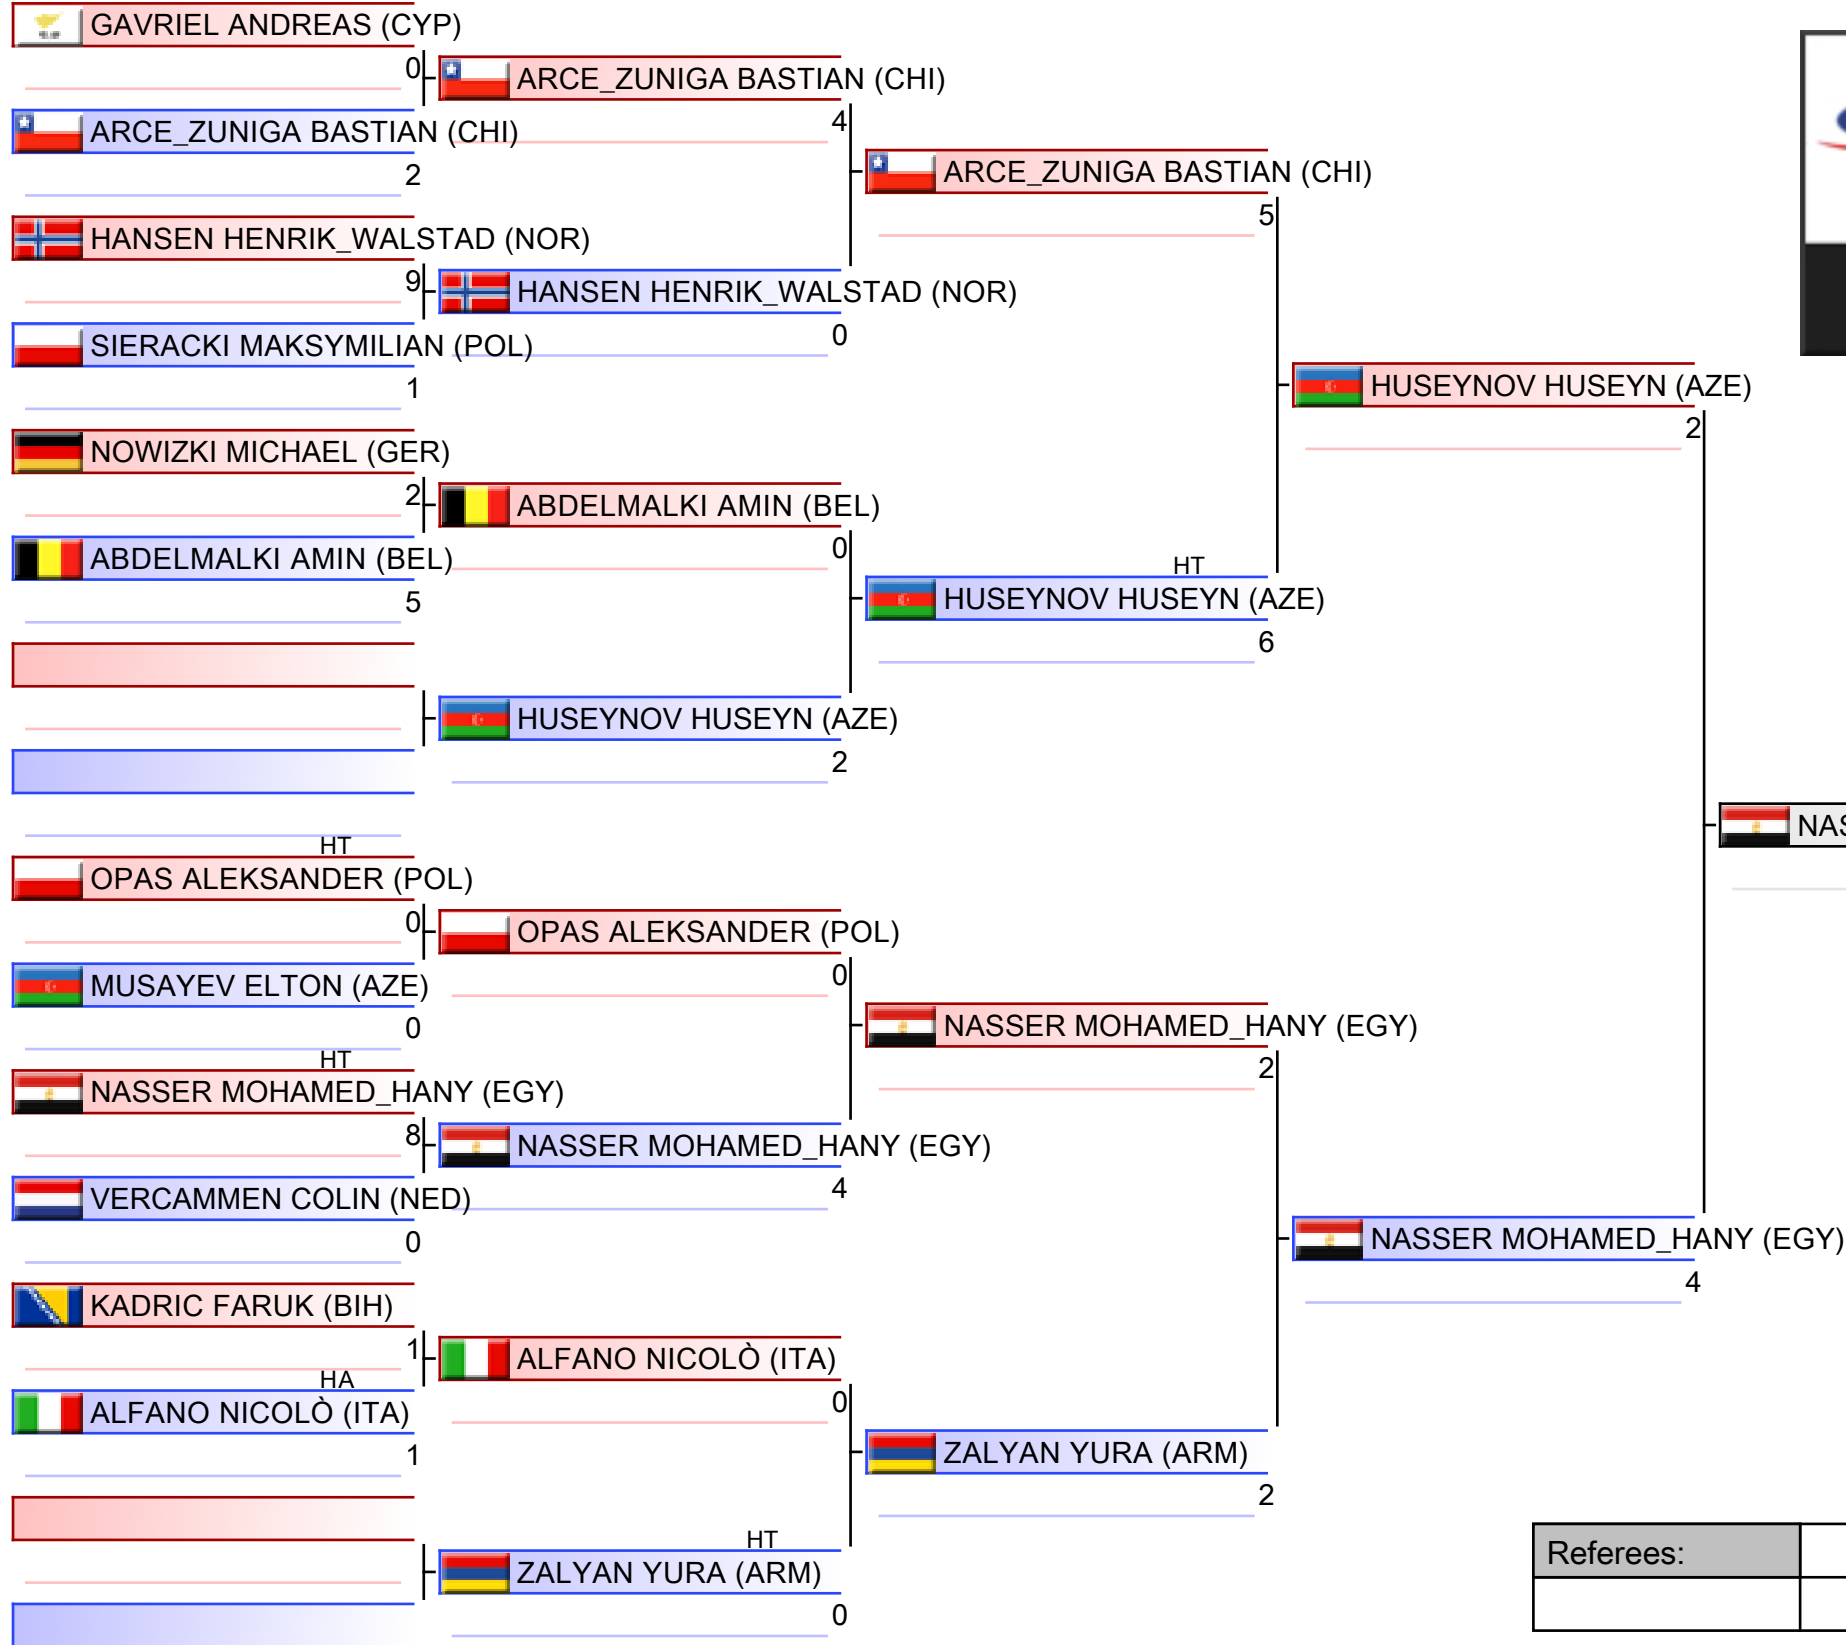 GAVRIEL ANDREAS (CYP)
0
ARCE_ZUNIGA BASTIAN (CHI)
ARCE_ZUNIGA BASTIAN (CHI)
4
2
ARCE_ZUNIGA BASTIAN (CHI)
5
HANSEN HENRIK_WALSTAD (NOR)
9
HANSEN HENRIK_WALSTAD (NOR)
0
SIERACKI MAKSYMILIAN (POL)
1
HUSEYNOV HUSEYN (AZE)
2
NOWIZKI MICHAEL (GER)
2
ABDELMALKI AMIN (BEL)
0
ABDELMALKI AMIN (BEL)
5
HT
HUSEYNOV HUSEYN (AZE)
6
HUSEYNOV HUSEYN (AZE)
2
NAS
HT
OPAS ALEKSANDER (POL)
0
OPAS ALEKSANDER (POL)
0
MUSAYEV ELTON (AZE)
0
NASSER MOHAMED_HANY (EGY)
2
HT
NASSER MOHAMED_HANY (EGY)
8
NASSER MOHAMED_HANY (EGY)
4
VERCAMMEN COLIN (NED)
0
NASSER MOHAMED_HANY (EGY)
4
KADRIC FARUK (BIH)
1
ALFANO NICOLÒ (ITA)
0
HA
ALFANO NICOLÒ (ITA)
1
ZALYAN YURA (ARM)
2
HT
ZALYAN YURA (ARM)
0
Referees: